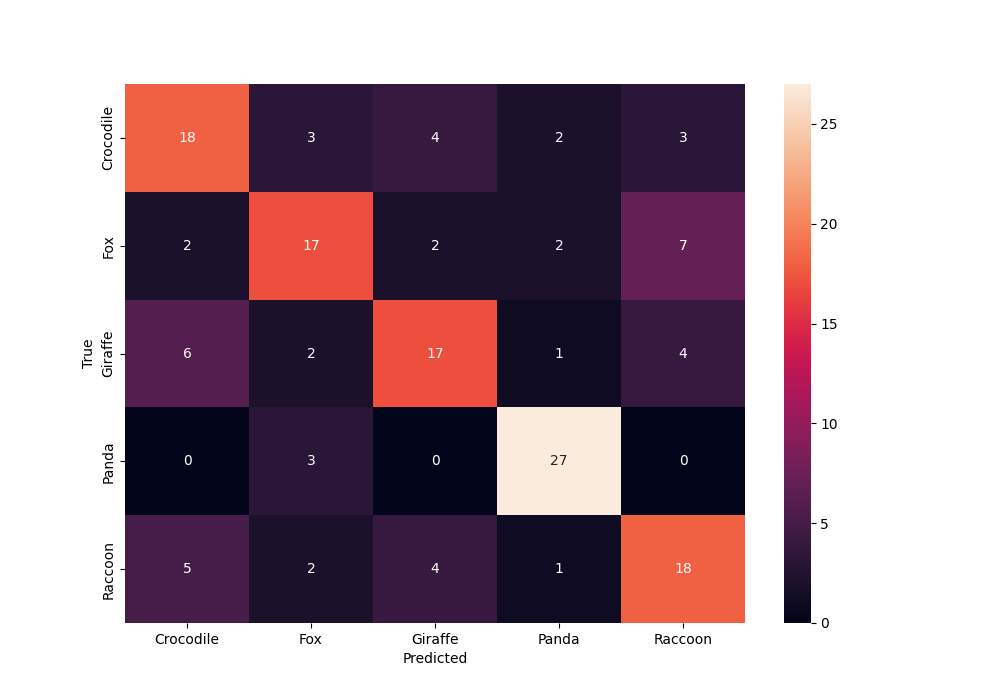 Crocodile 18 3 4 2 3
Fox 2 17 2 2 7
True
Giraffe 6 2 17 1 4
Panda 0 3 0 27 0
Raccoon 5 2 4 1 18
Crocodile Fox Giraffe Panda Raccoon
Predicted
25
20
15
10
5
0